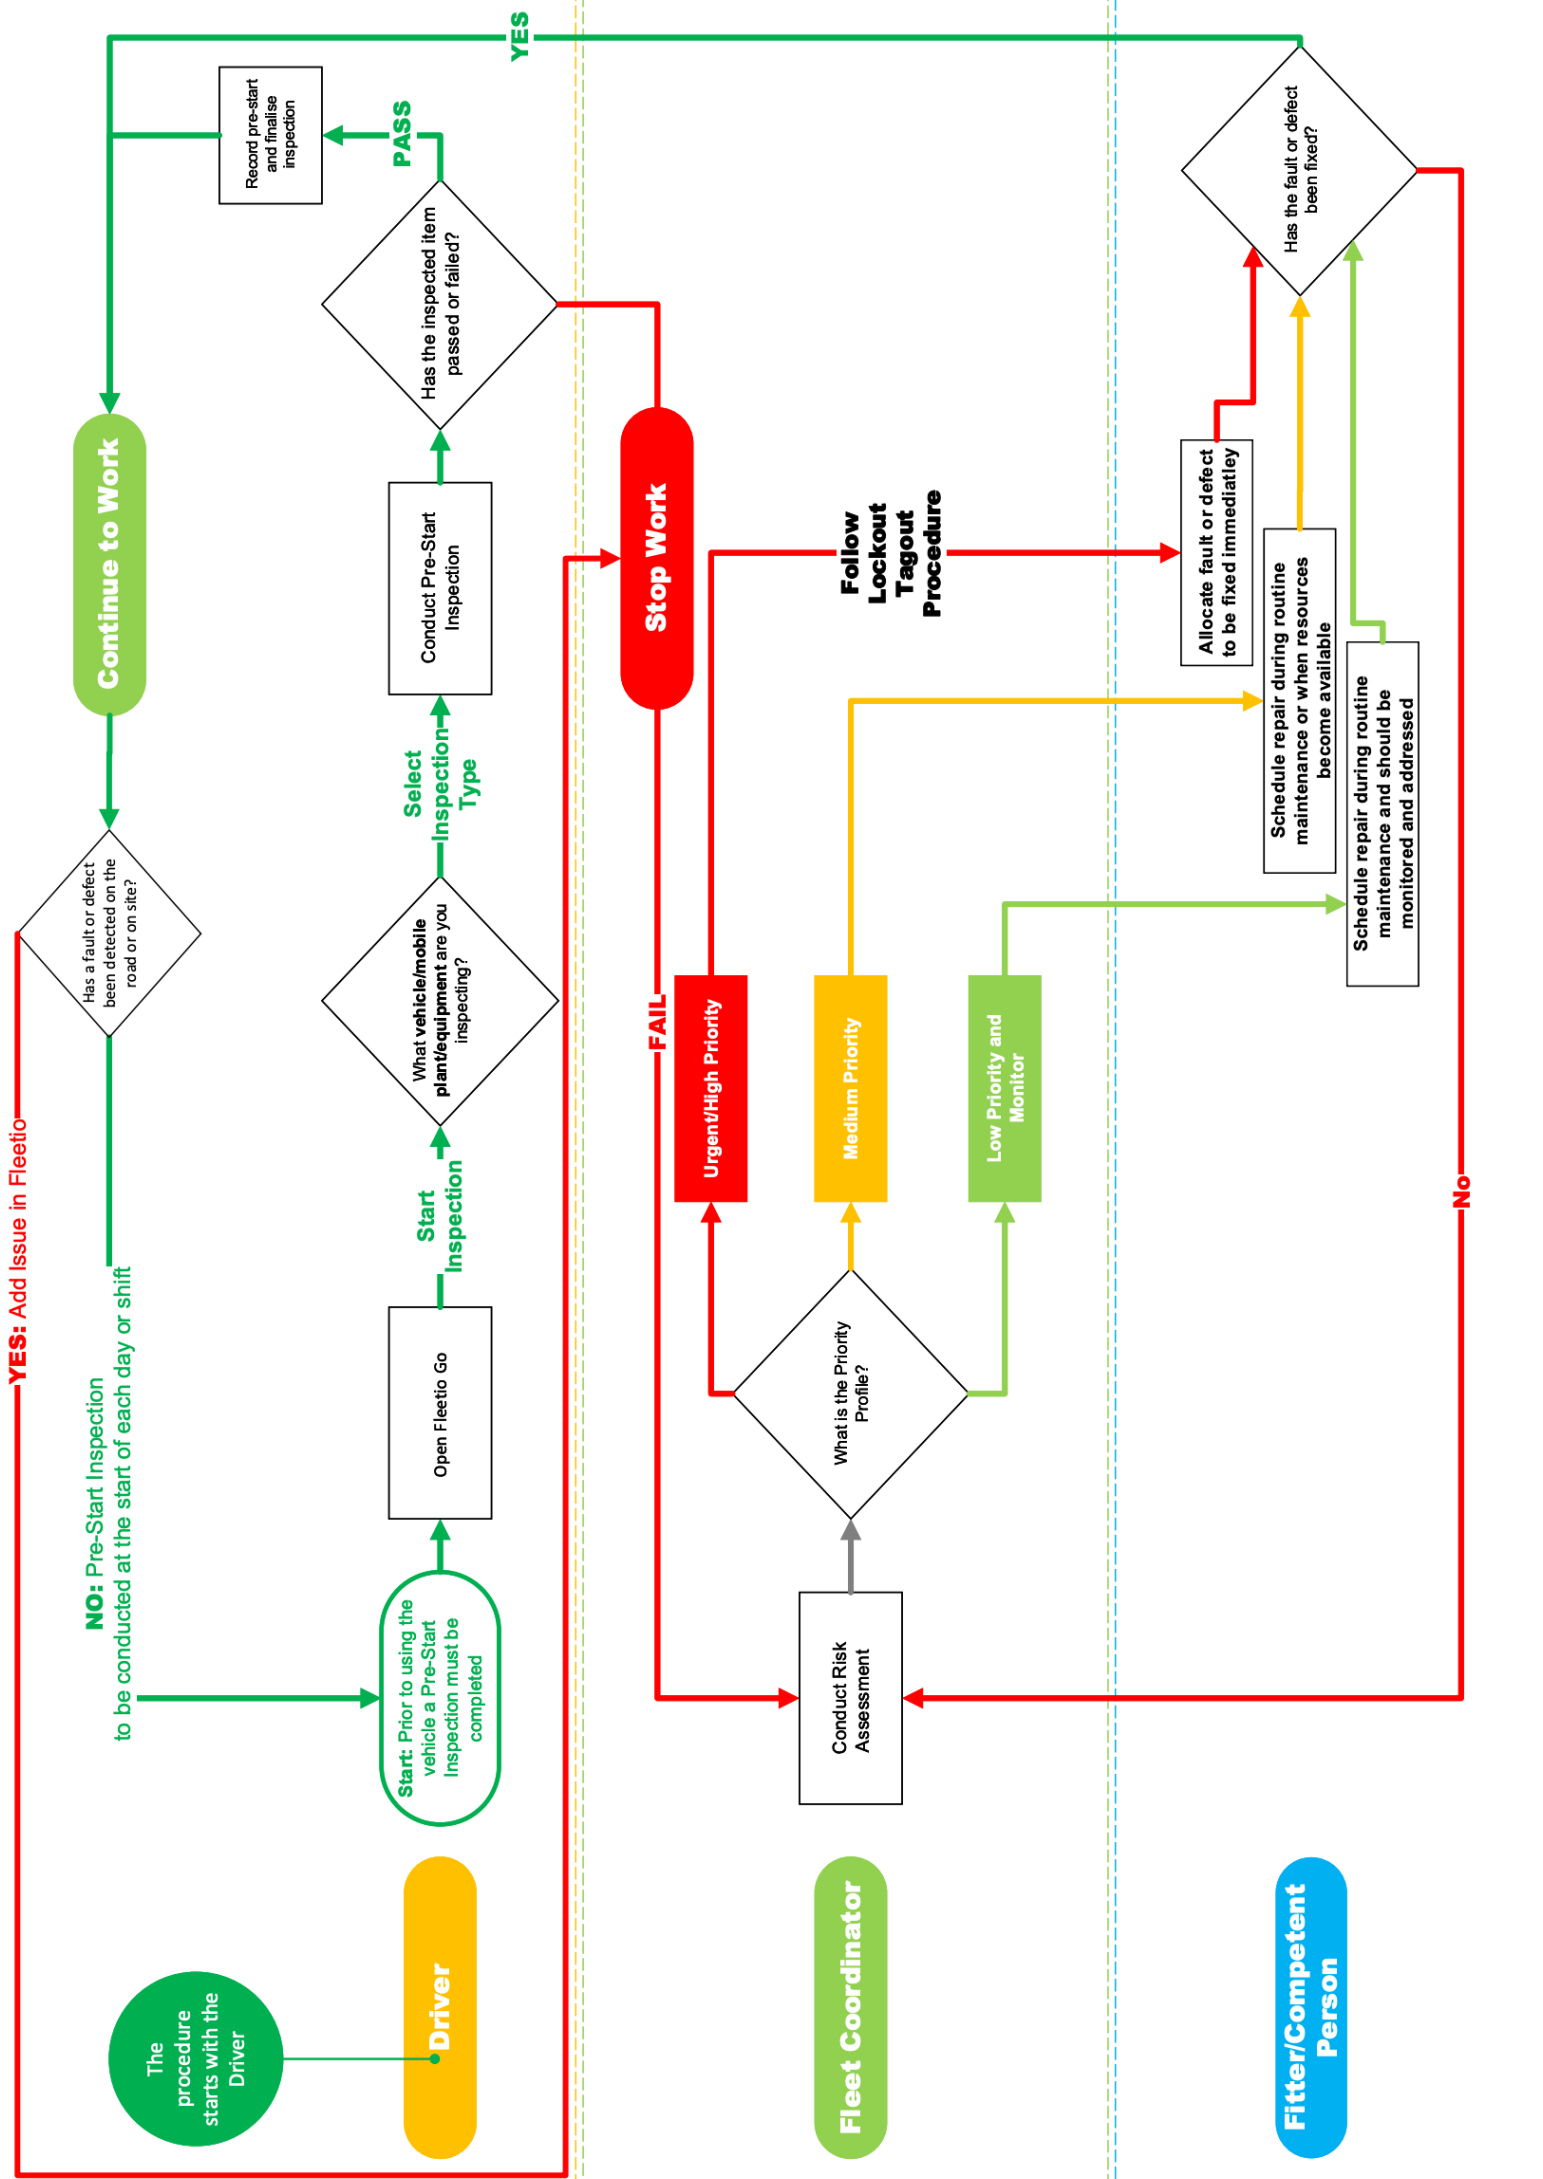 The
procedure
starts with the
Driver
Driver
Start: Prior to using the
vehicle a Pre-Start
Inspection must be
completed
Open Fleetio Go
Start
Inspection
What vehicle/mobile
plant/equipment are you
inspecting?
Select
Inspection
Type
Conduct Pre-Start
Inspection
Has the inspected item
passed or failed?
PASS
Record pre-start
and finalise
inspection
YES
Continue to Work
Has a fault or defect
been detected on the
road or on site?
YES: Add Issue in Fleetio
NO: Pre-Start Inspection
to be conducted at the start of each day or shift
Stop Work
FAIL
Fleet Coordinator
Conduct Risk
Assessment
What is the Priority
Profile?
Urgent/High Priority
Medium Priority
Low Priority and
Monitor
Follow
Lockout
Tagout
Procedure
Fitter/Competent
Person
Allocate fault or defect
to be fixed immediatley
Schedule repair during routine
maintenance or when resources
become available
Schedule repair during routine
maintenance and should be
monitored and addressed
Has the fault or defect
been fixed?
No